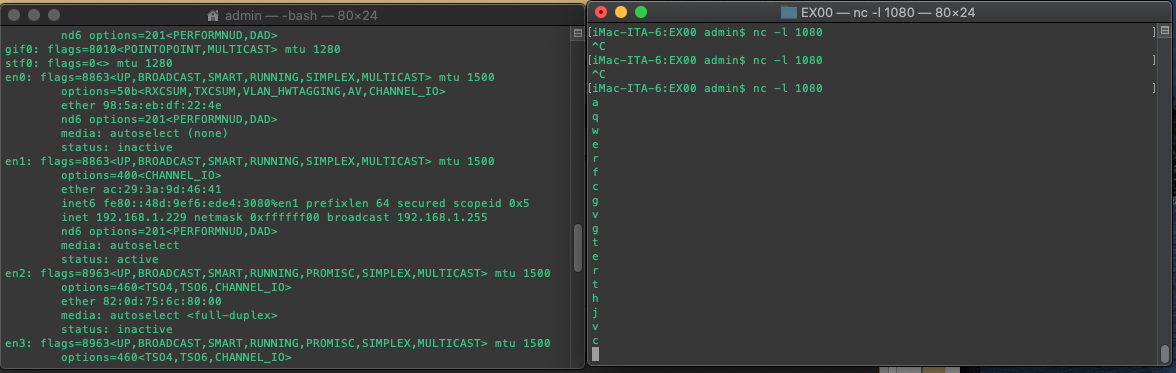 admin — -bash — 80×24
nd6 options=201<PERFORMNUD,DAD>
gif0: flags=8010<POINTOPOINT,MULTICAST> mtu 1280
stf0: flags=0<> mtu 1280
en0: flags=8863<UP,BROADCAST,SMART,RUNNING,SIMPLEX,MULTICAST> mtu 1500
options=50b<RXCSUM,TXCSUM,VLAN_HWTAGGING,AV,CHANNEL_IO>
ether 98:5a:eb:df:22:4e
nd6 options=201<PERFORMNUD,DAD>
media: autoselect (none)
status: inactive
en1: flags=8863<UP,BROADCAST,SMART,RUNNING,SIMPLEX,MULTICAST> mtu 1500
options=400<CHANNEL_IO>
ether ac:29:3a:9d:46:41
inet6 fe80::48d:9ef6:ede4:3080%en1 prefixlen 64 secured scopeid 0x5
inet 192.168.1.229 netmask 0xffffff00 broadcast 192.168.1.255
nd6 options=201<PERFORMNUD,DAD>
media: autoselect
status: active
en2: flags=8963<UP,BROADCAST,SMART,RUNNING,PROMISC,SIMPLEX,MULTICAST> mtu 1500
options=460<TSO4,TSO6,CHANNEL_IO>
ether 82:0d:75:6c:80:00
media: autoselect <full-duplex>
status: inactive
en3: flags=8963<UP,BROADCAST,SMART,RUNNING,PROMISC,SIMPLEX,MULTICAST> mtu 1500
options=460<TSO4,TSO6,CHANNEL_IO>
EX00 — nc -l 1080 — 80×24
[iMac-ITA-6:EX00 admin$ nc -l 1080 ]
^C
[iMac-ITA-6:EX00 admin$ nc -l 1080 ]
^C
[iMac-ITA-6:EX00 admin$ nc -l 1080 ]
a
q
w
e
r
f
c
g
v
g
t
e
r
t
h
j
v
c